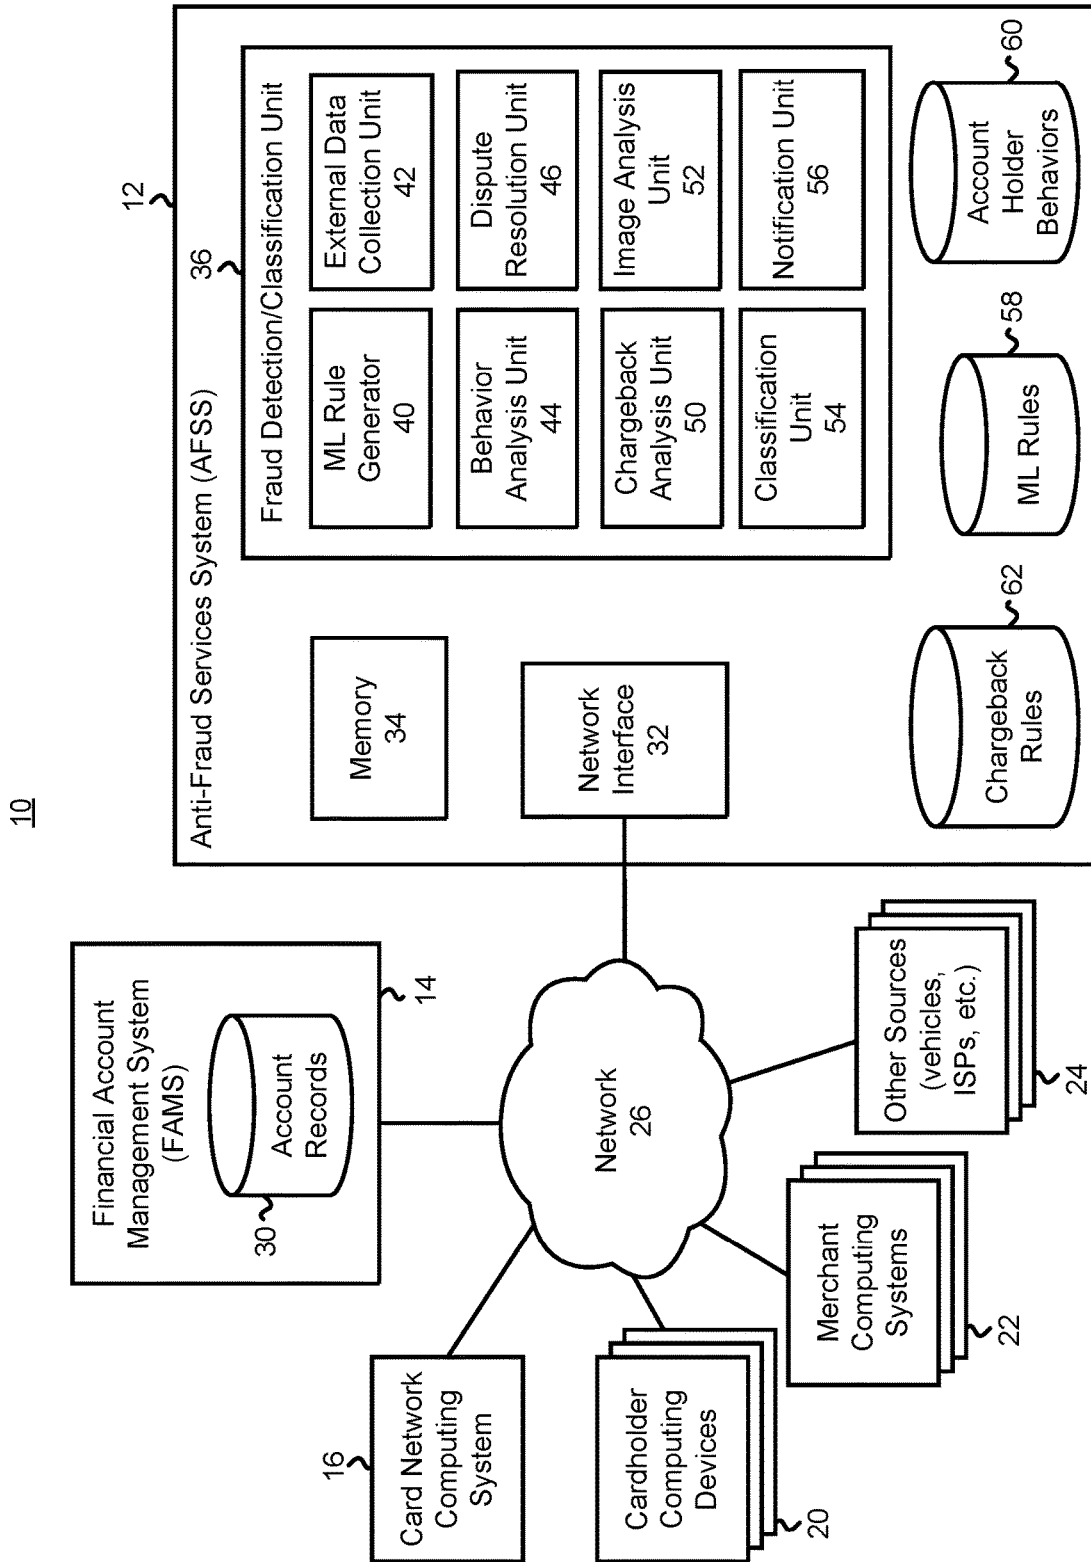 10
Anti-Fraud Services System (AFSS)
12
Fraud Detection/Classification Unit
36
ML Rule
Generator
40
External Data
Collection Unit
42
Behavior
Analysis Unit
44
Dispute
Resolution Unit
46
Chargeback
Analysis Unit
50
Image Analysis
Unit
52
Classification
Unit
54
Notification Unit
56
Memory
34
Network
Interface
32
Chargeback
Rules
62
ML Rules
58
Account
Holder
Behaviors
60
Financial Account
Management System
(FAMS)
14
Account
Records
30
Network
26
Card Network
Computing
System
16
Cardholder
Computing
Devices
20
Merchant
Computing
Systems
22
Other Sources
(vehicles,
ISPs, etc.)
24